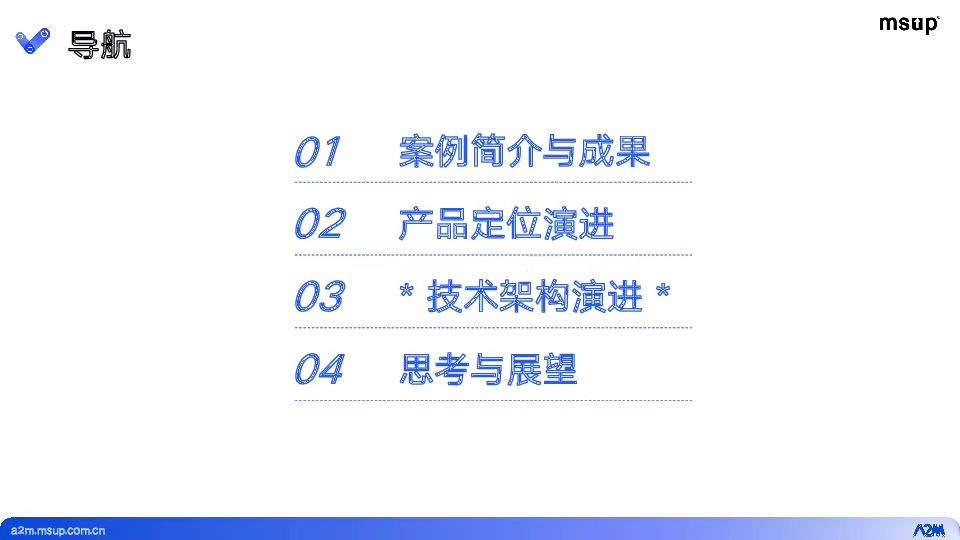 导航
msup
01 案例简介与成果
02 产品定位演进
03 * 技术架构演进 *
04 思考与展望
a2m.msup.com.cn
A2M